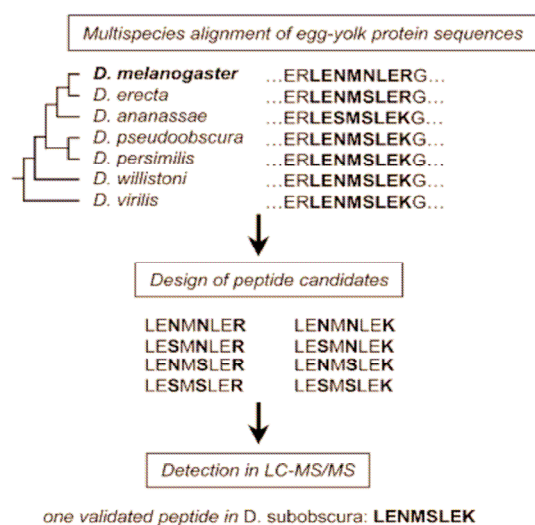 Multispecies alignment of egg-yolk protein sequences
D. melanogaster ...ERLENMNLERG...
D. erecta ...ERLENMSLERG...
D. ananassae ...ERLESMSLEKG...
D. pseudoobscura ...ERLENMSLEKG...
D. persimilis ...ERLENMSLEKG...
D. willistoni ...ERLENMSLEKG...
D. virilis ...ERLENMSLEKG...
Design of peptide candidates
LENMNLER LENMNLEK
LESMNLER LESMNLEK
LENMSLER LENMSLEK
LESMSLER LESMSLEK
Detection in LC-MS/MS
one validated peptide in D. subobscura: LENMSLEK